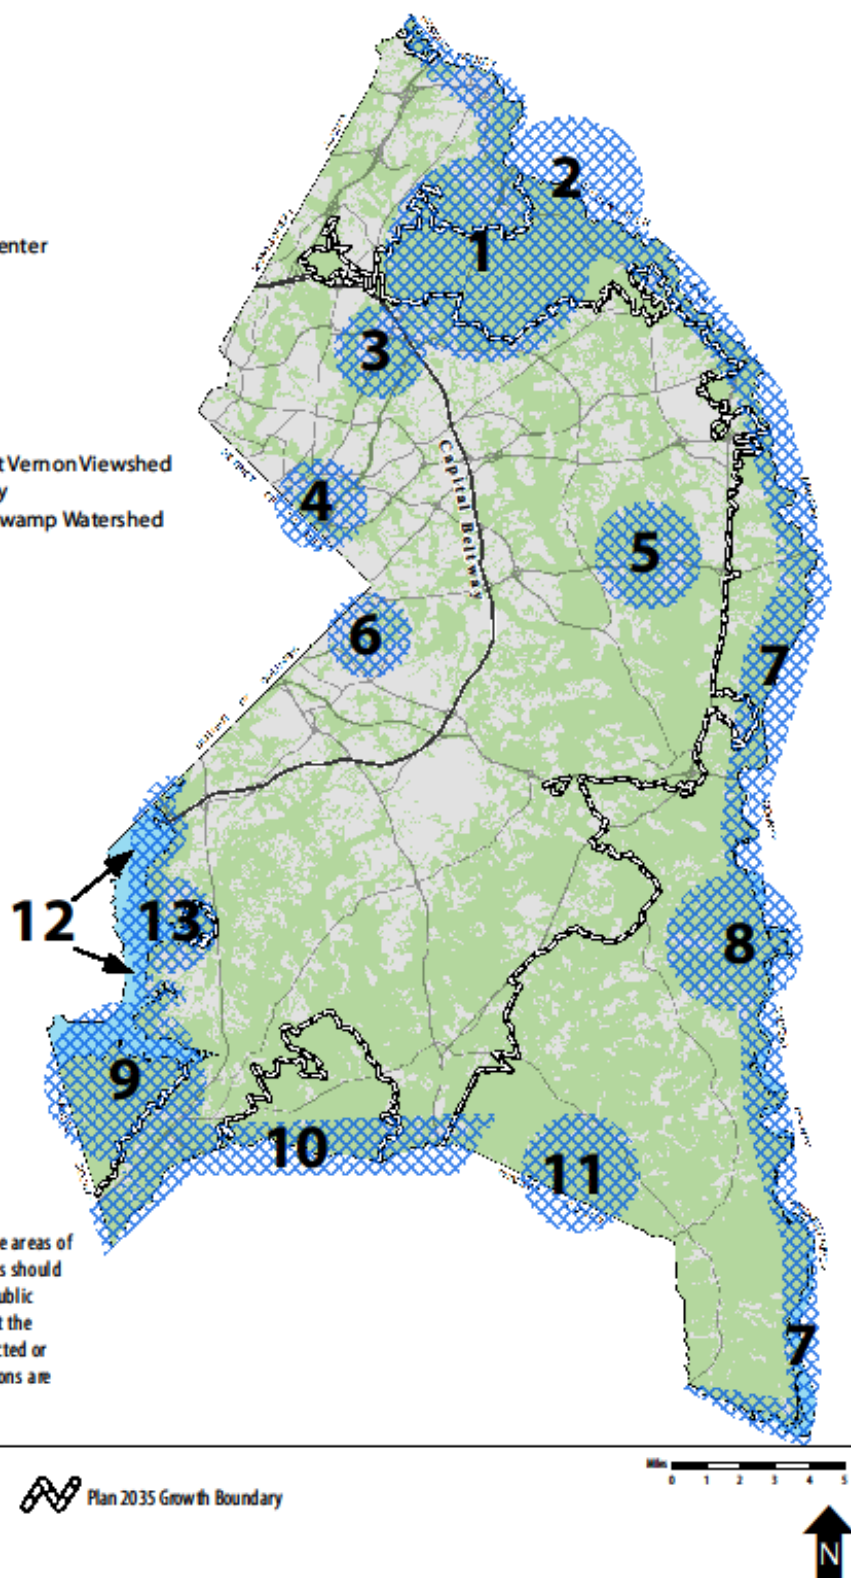 2
enter
1
3
t Vernon Viewshed
y
wamp Watershed
Capital Beltway
4
5
6
7
12
13
8
9
10
11
e areas of
s should
ublic
t the
cted or
ons are
7
Plan 2035 Growth Boundary
Miles
0 1 2 3 4 5
N